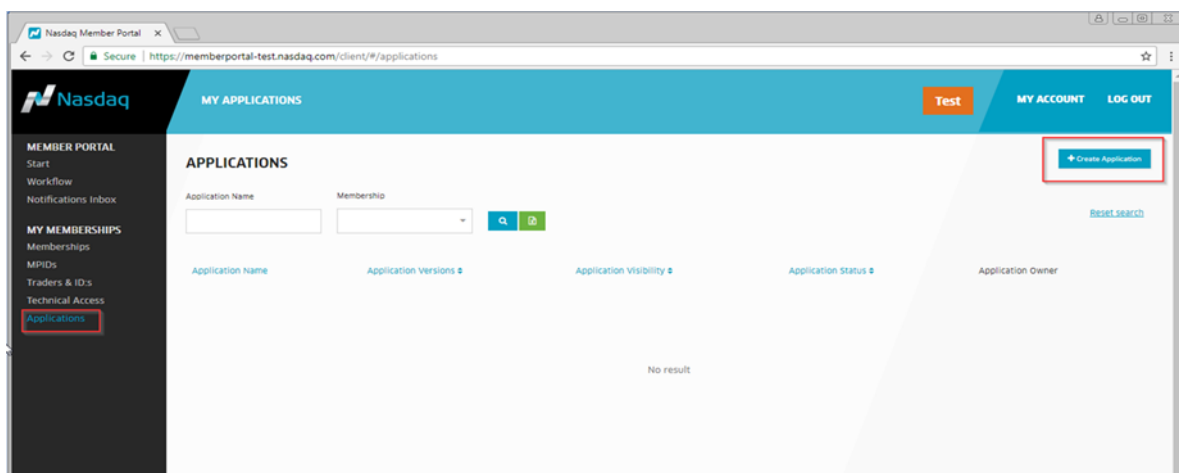 Nasdaq Member Portal
Secure | https://memberportal-test.nasdaq.com/client/#/applications
Nasdaq
MY APPLICATIONS
Test
MY ACCOUNT
LOG OUT
MEMBER PORTAL
Start
Workflow
Notifications Inbox
MY MEMBERSHIPS
Memberships
MPIDs
Traders & ID:s
Technical Access
Applications
APPLICATIONS
+ Create Application
Application Name
Membership
Reset search
Application Name
Application Versions
Application Visibility
Application Status
Application Owner
No result